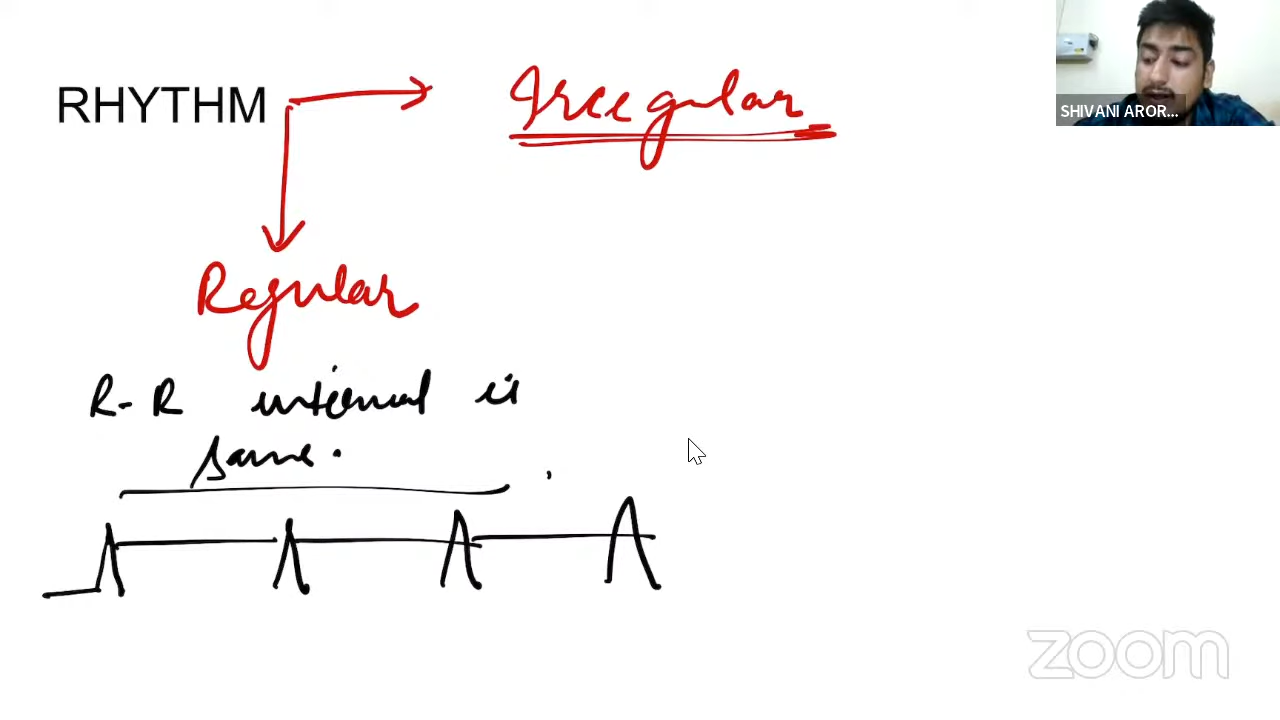 SHIVANI AROR...
RHYTHM
Irregular
Regular
R-R interval is
same.
zoom